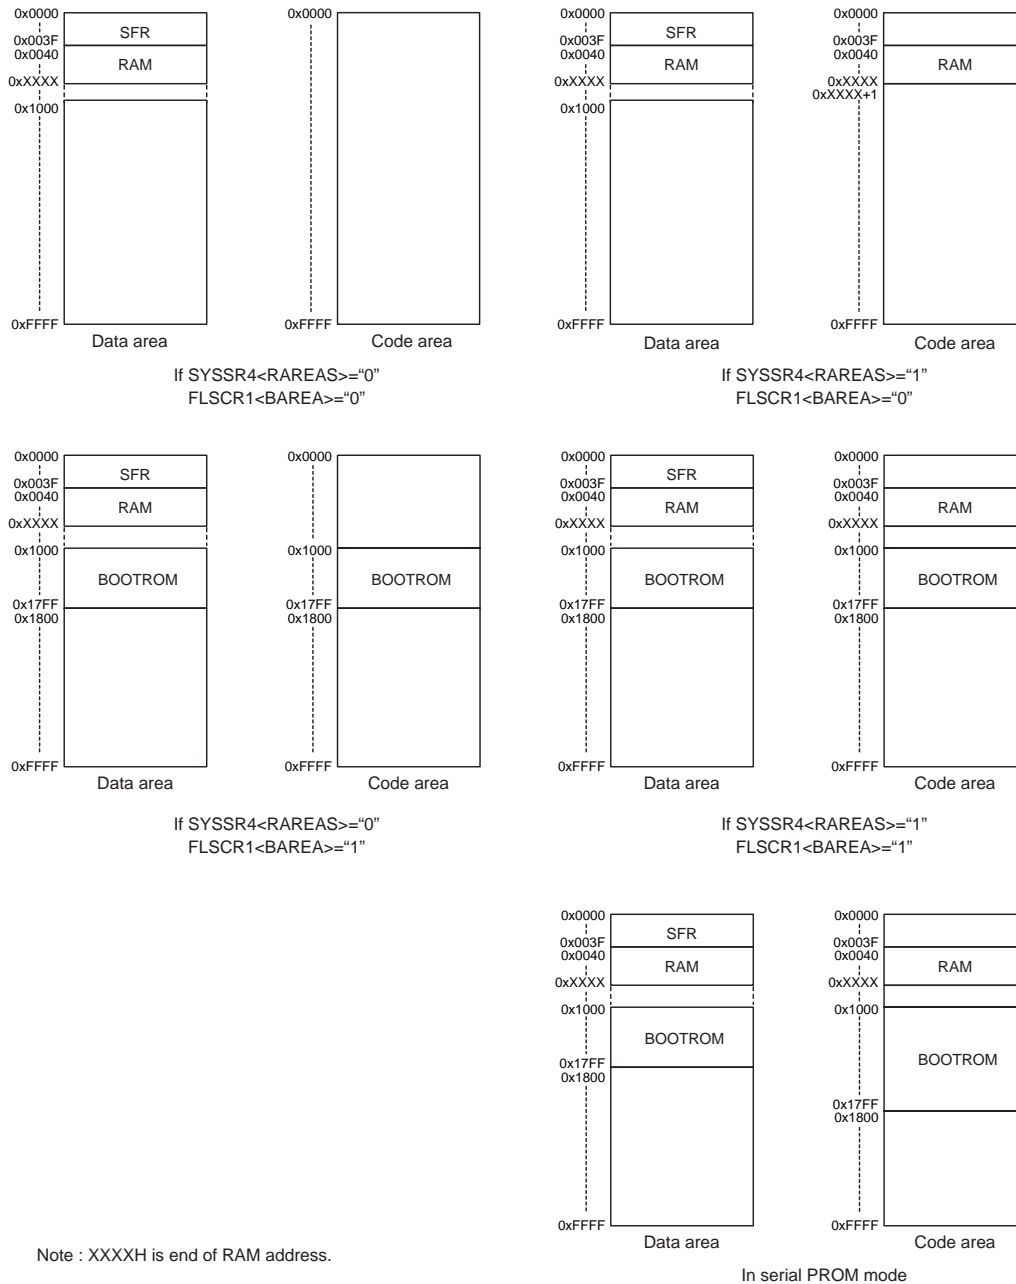 0x0000
SFR
0x003F
0x0040
RAM
0xXXXX
0x1000
0xFFFF
Data area
0x0000
0xFFFF
Code area
If SYSSR4<RAREAS>=“0”
FLSCR1<BAREA>=“0”
0x0000
SFR
0x003F
0x0040
RAM
0xXXXX
0x1000
0xFFFF
Data area
0x0000
0x003F
0x0040
RAM
0xXXXX
0xXXXX+1
0xFFFF
Code area
If SYSSR4<RAREAS>=“1”
FLSCR1<BAREA>=“0”
0x0000
SFR
0x003F
0x0040
RAM
0xXXXX
0x1000
BOOTROM
0x17FF
0x1800
0xFFFF
Data area
0x0000
0x1000
BOOTROM
0x17FF
0x1800
0xFFFF
Code area
If SYSSR4<RAREAS>=“0”
FLSCR1<BAREA>=“1”
0x0000
SFR
0x003F
0x0040
RAM
0xXXXX
0x1000
BOOTROM
0x17FF
0x1800
0xFFFF
Data area
0x0000
0x003F
0x0040
RAM
0xXXXX
0x1000
BOOTROM
0x17FF
0x1800
0xFFFF
Code area
If SYSSR4<RAREAS>=“1”
FLSCR1<BAREA>=“1”
0x0000
SFR
0x003F
0x0040
RAM
0xXXXX
0x1000
BOOTROM
0x17FF
0x1800
0xFFFF
Data area
0x0000
0x003F
0x0040
RAM
0xXXXX
0x1000
BOOTROM
0x17FF
0x1800
0xFFFF
Code area
In serial PROM mode
Note : XXXXH is end of RAM address.